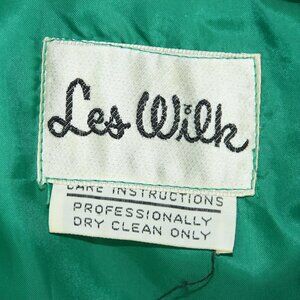 Les Wilk
CARE INSTRUCTIONS
PROFESSIONALLY
DRY CLEAN ONLY